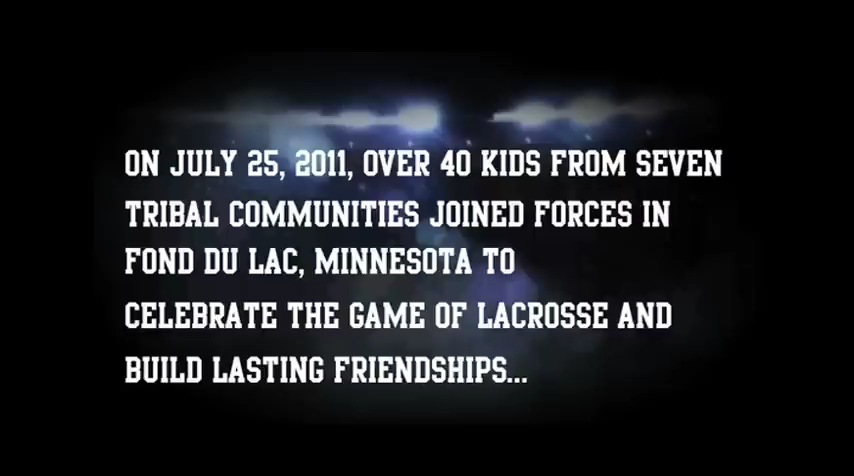 ON JULY 25, 2011, OVER 40 KIDS FROM SEVEN
TRIBAL COMMUNITIES JOINED FORCES IN
FOND DU LAC, MINNESOTA TO
CELEBRATE THE GAME OF LACROSSE AND
BUILD LASTING FRIENDSHIPS...